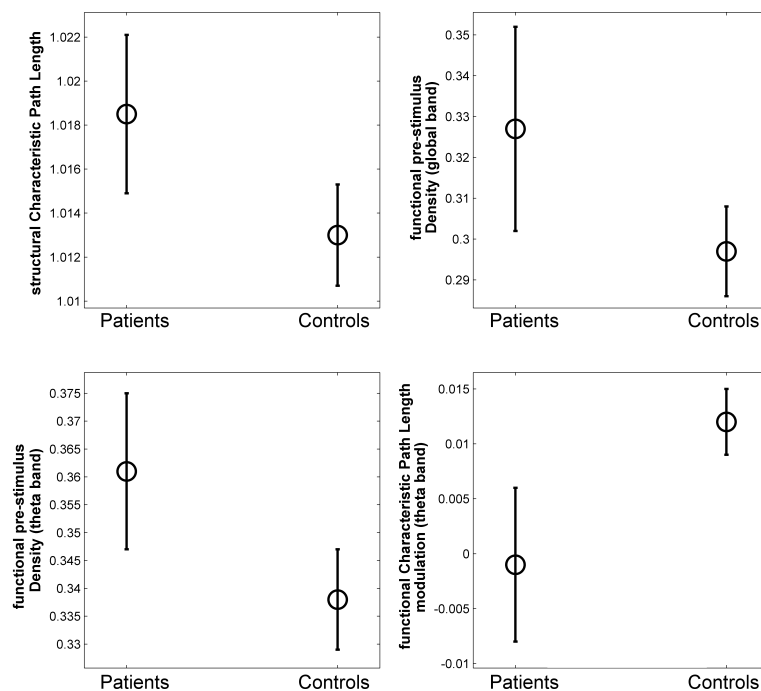 structural Characteristic Path Length
1.022
1.02
1.018
1.016
1.014
1.012
1.01
Patients
Controls
functional pre-stimulus
Density (global band)
0.35
0.34
0.33
0.32
0.31
0.3
0.29
Patients
Controls
functional pre-stimulus
Density (theta band)
0.375
0.37
0.365
0.36
0.355
0.35
0.345
0.34
0.335
0.33
Patients
Controls
functional Characteristic Path Length
modulation (theta band)
0.015
0.01
0.005
0
-0.005
-0.01
Patients
Controls